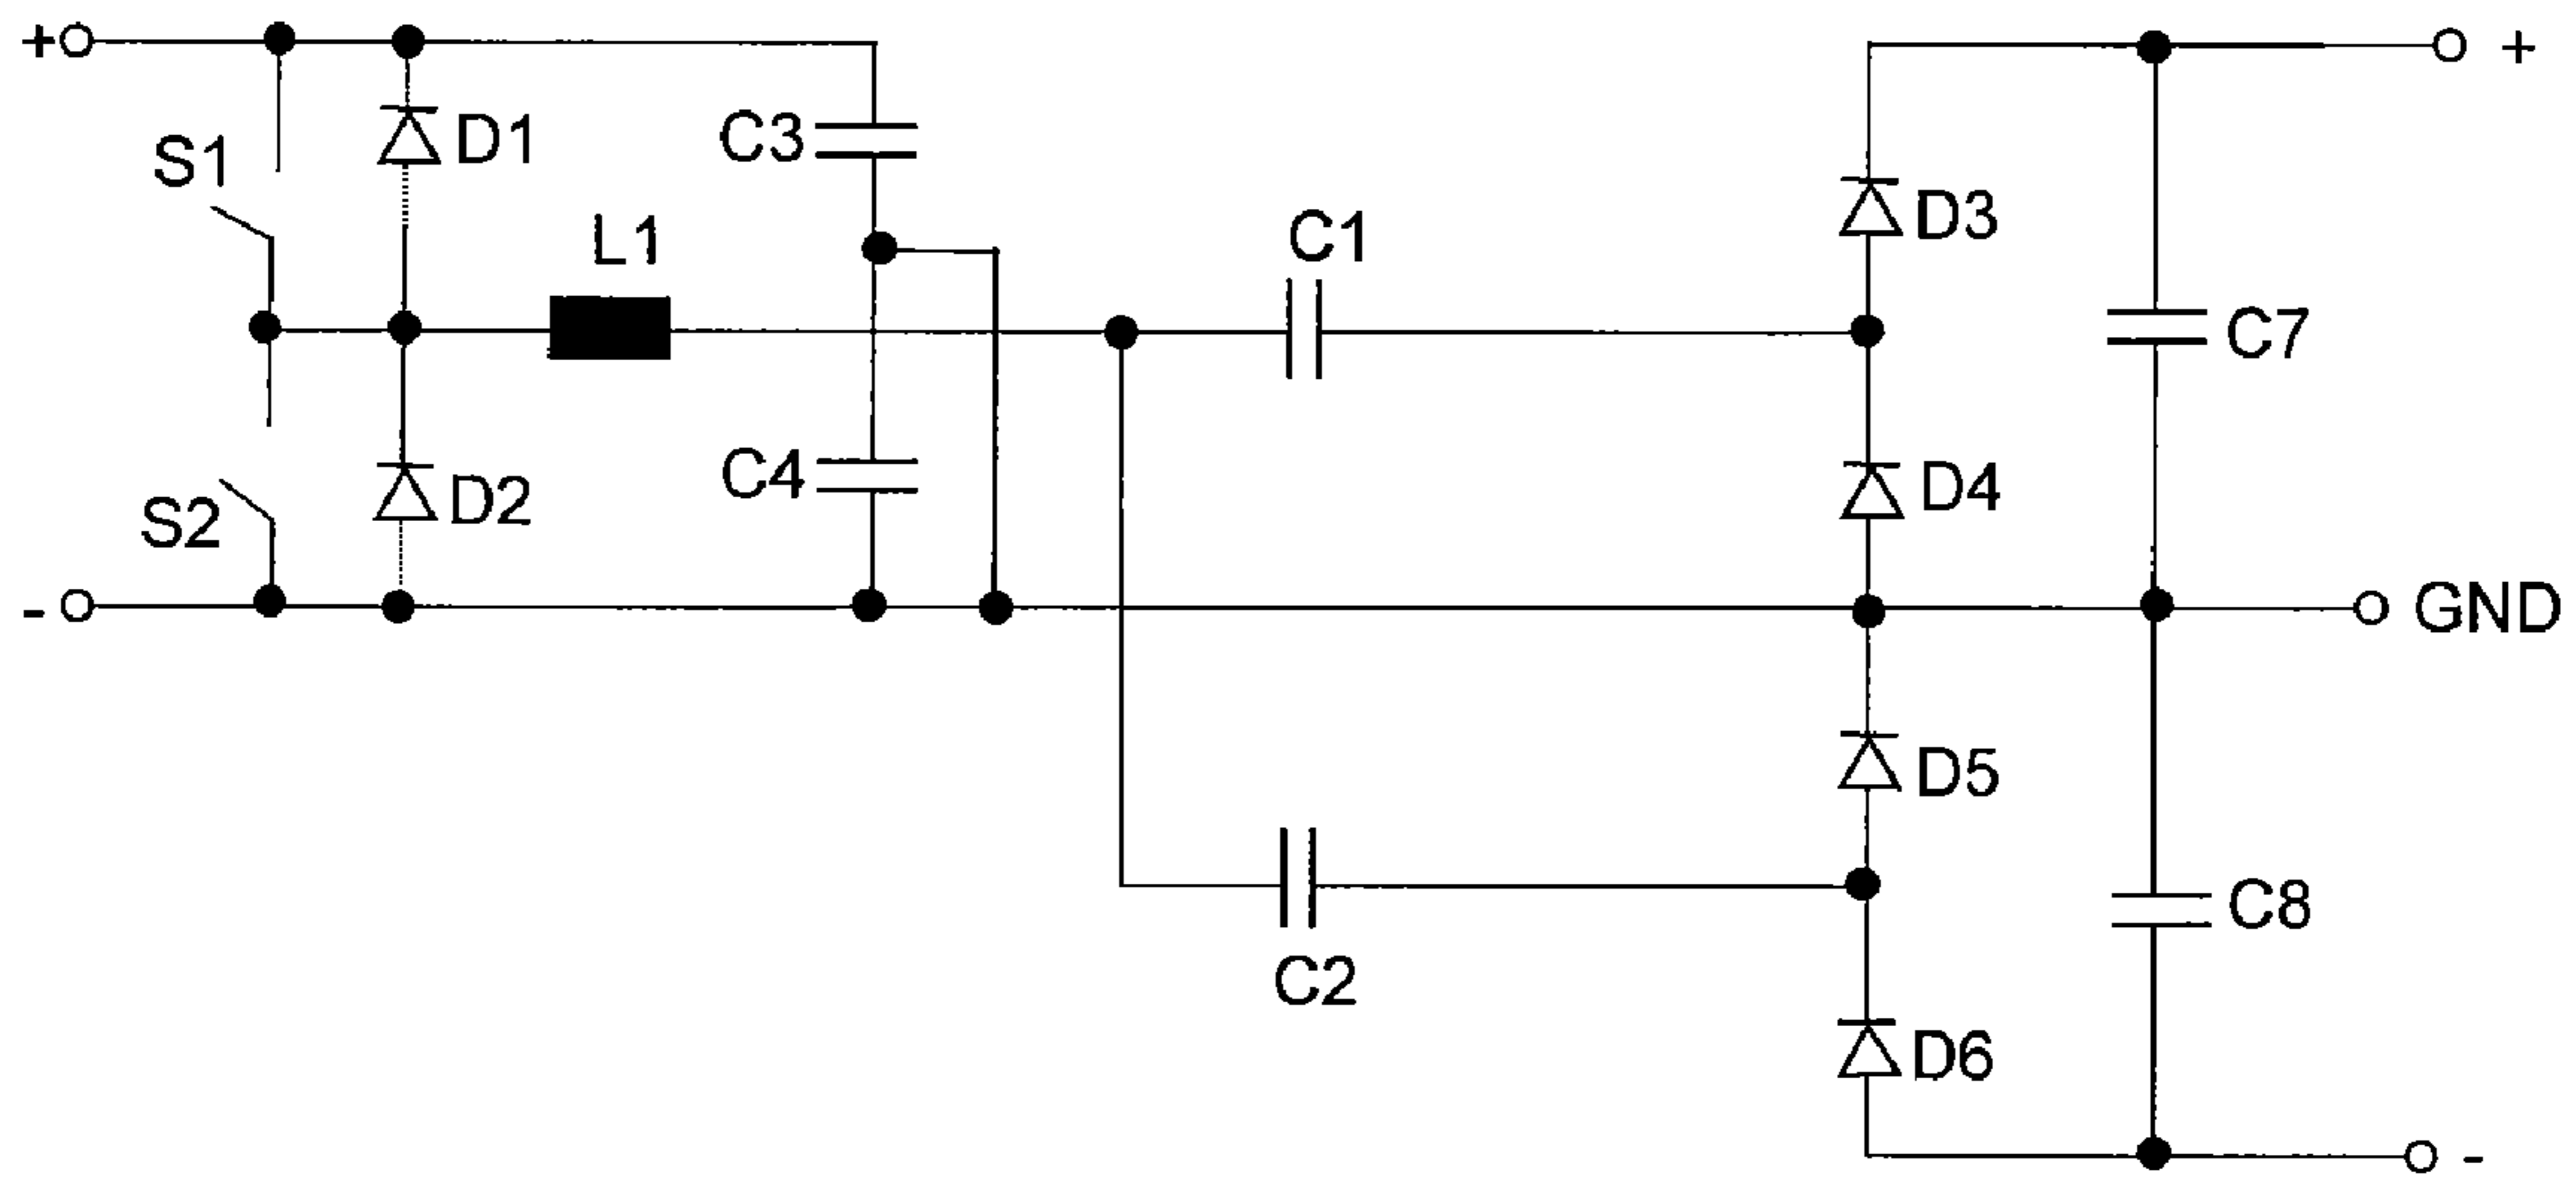 + +
D1
S1
C3
D3
L1
C1
C7
D4
C4
D2
S2
- GND
D5
C8
C2
D6
-